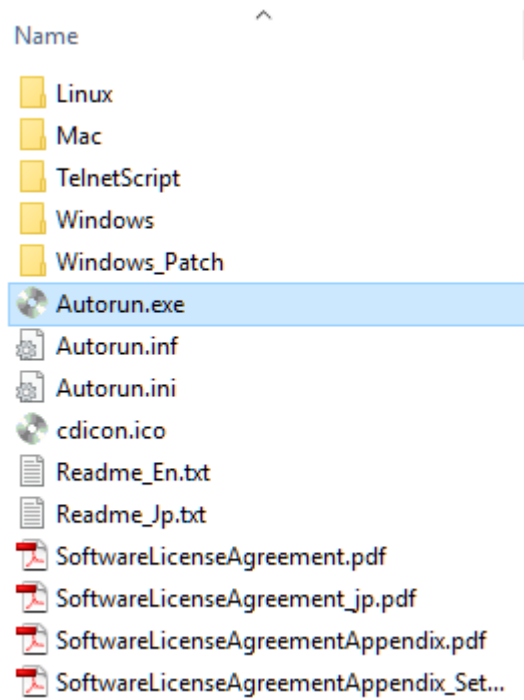 Name
Linux
Mac
TelnetScript
Windows
Windows_Patch
Autorun.exe
Autorun.inf
Autorun.ini
cdicon.ico
Readme_En.txt
Readme_Jp.txt
SoftwareLicenseAgreement.pdf
SoftwareLicenseAgreement_jp.pdf
SoftwareLicenseAgreementAppendix.pdf
SoftwareLicenseAgreementAppendix_Set...